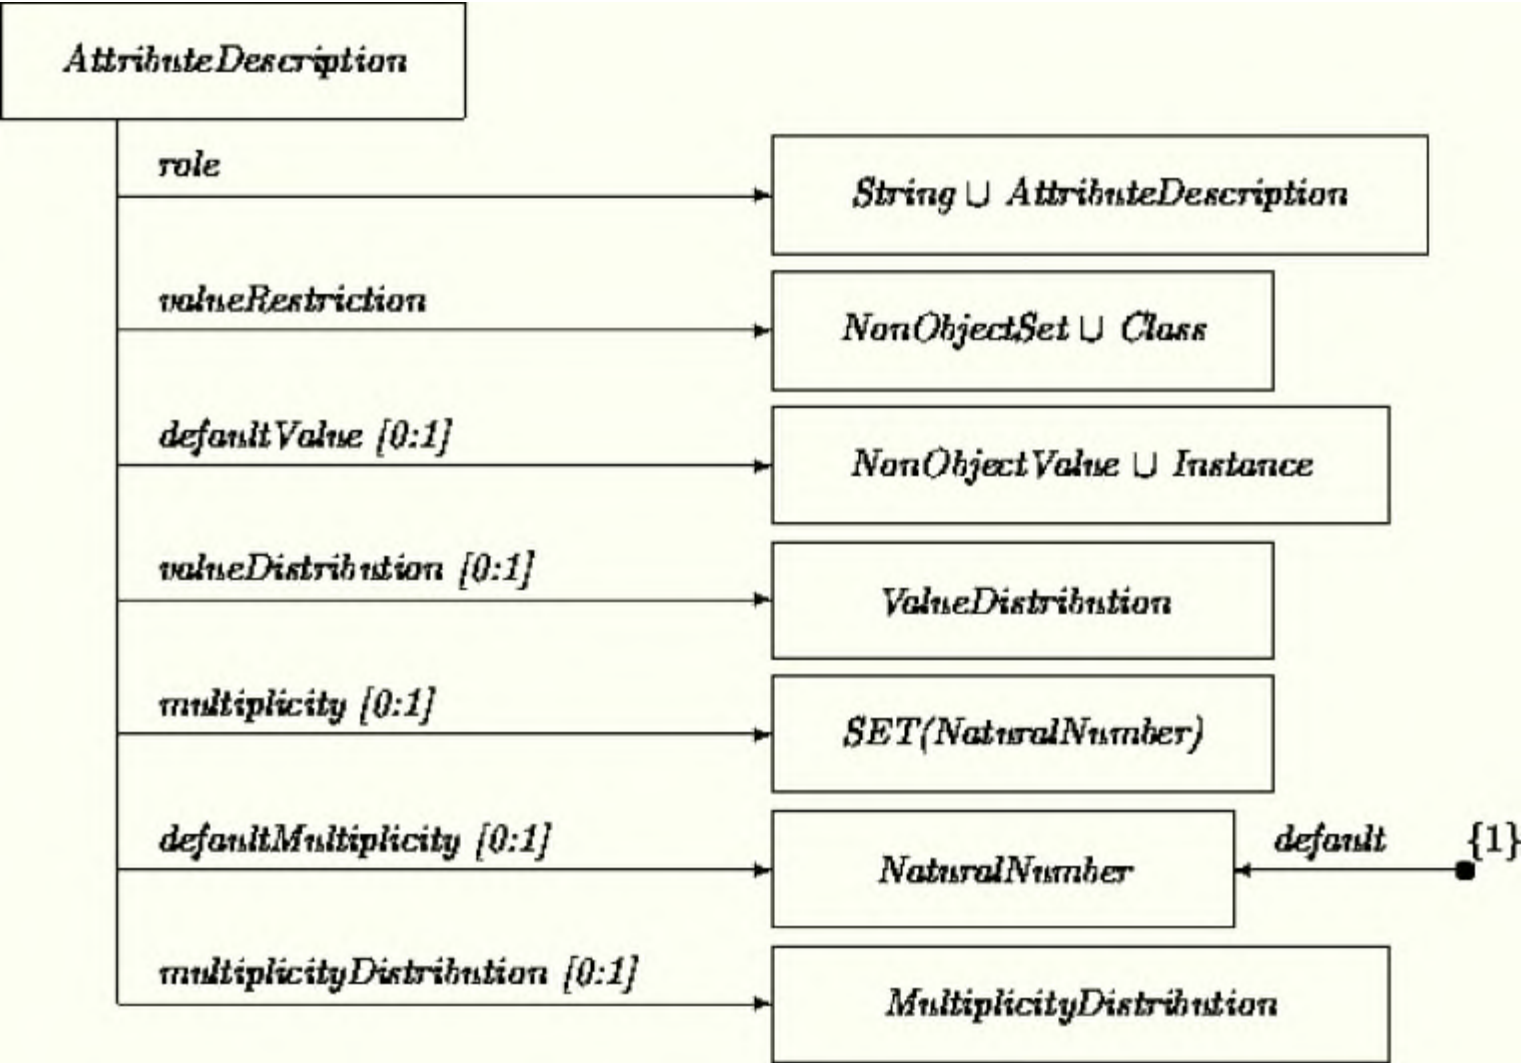 AttributeDescription
role
String ∪ AttributeDescription
valueRestriction
NonObjectSet ∪ Class
defaultValue [0:1]
NonObjectValue ∪ Instance
valueDistribution [0:1]
ValueDistribution
multiplicity [0:1]
SET(NaturalNumber)
defaultMultiplicity [0:1]
NaturalNumber
default
{1}
multiplicityDistribution [0:1]
MultiplicityDistribution